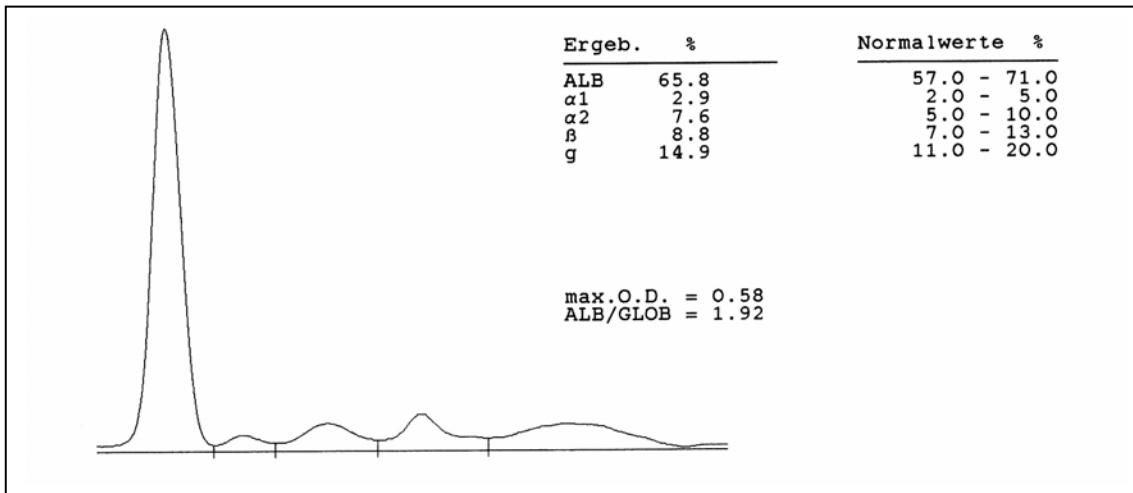 Ergeb. %
ALB 65.8
α1 2.9
α2 7.6
ß 8.8
g 14.9
Normalwerte %
57.0 - 71.0
2.0 - 5.0
5.0 - 10.0
7.0 - 13.0
11.0 - 20.0
max.O.D. = 0.58
ALB/GLOB = 1.92